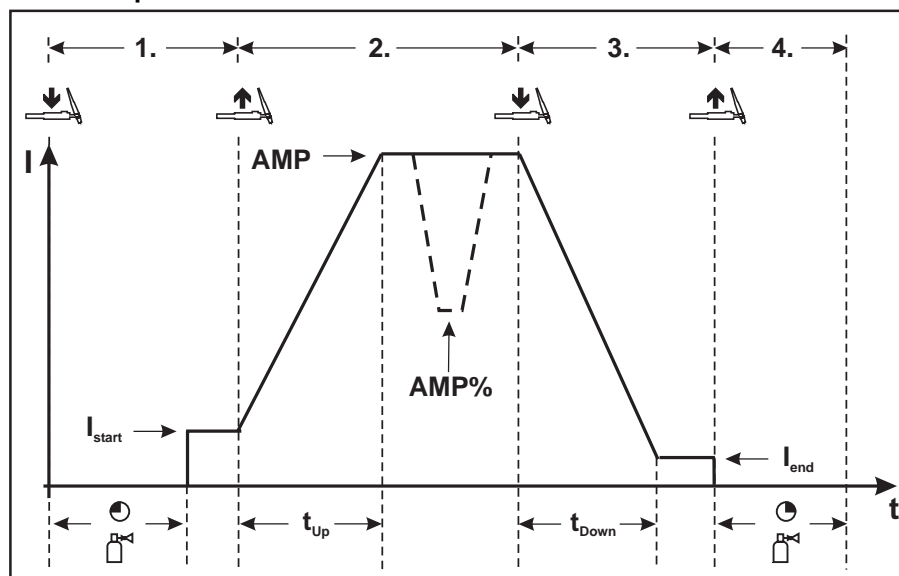 1. 2. 3. 4.
I
AMP
AMP%
Istart
Iend
t
tUp
tDown